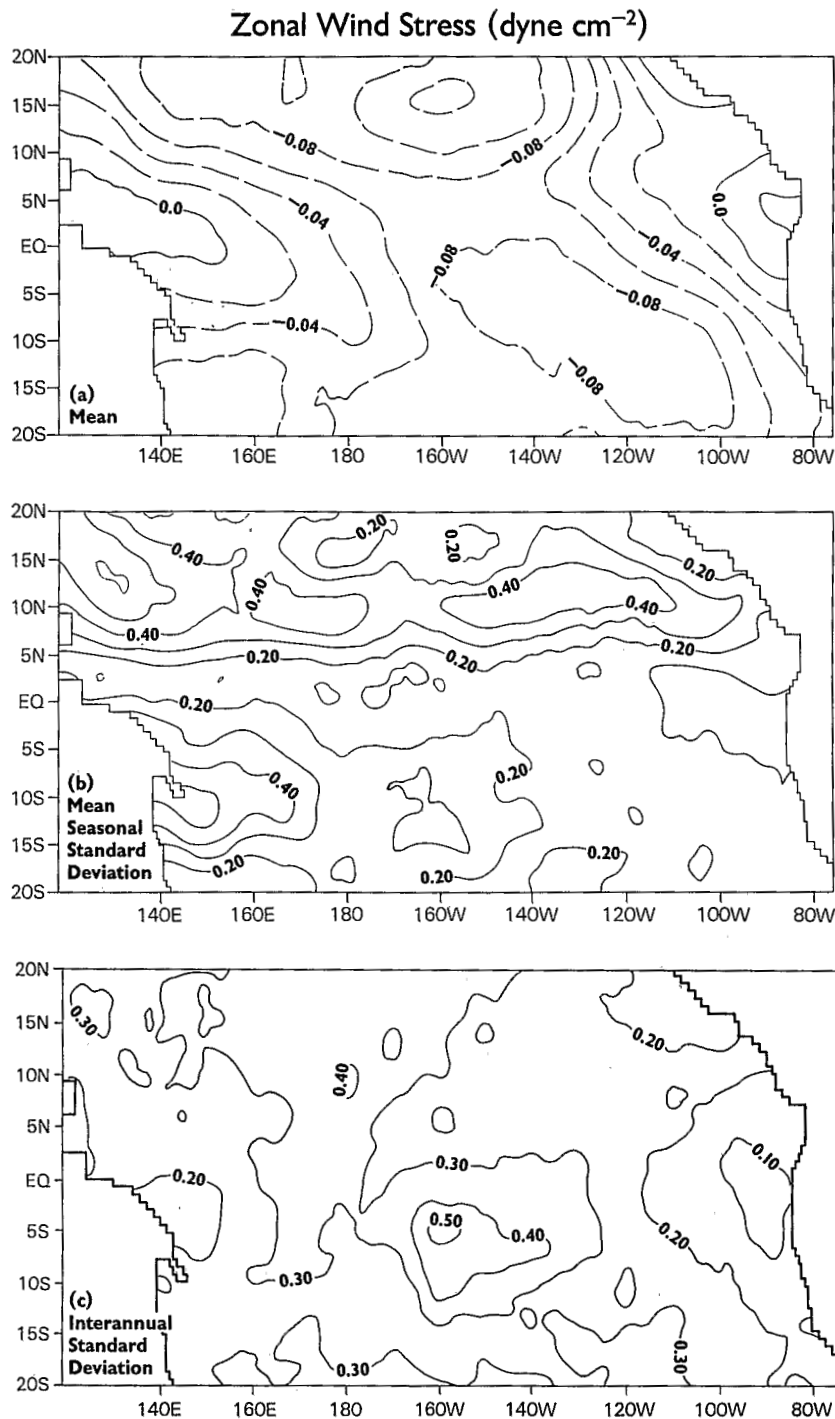 Zonal Wind Stress (dyne cm⁻²)
20N
15N
10N
5N
EQ
5S
10S
15S
20S
−0.08
−0.08
0.0
−0.04
0.0
−0.04
−0.08
−0.08
−0.04
−0.08
(a)
Mean
140E 160E 180 160W 140W 120W 100W 80W
20N
15N
10N
5N
EQ
5S
10S
15S
20S
0.20
0.40
0.20
0.20
0.40
0.40
0.40
0.40
0.20
0.20
0.20
0.20
0.40
0.20
0.20
0.20
0.20
(b)
Mean
Seasonal
Standard
Deviation
140E 160E 180 160W 140W 120W 100W 80W
20N
15N
10N
5N
EQ
5S
10S
15S
20S
0.30
0.20
0.40
0.30
0.10
0.20
0.50
0.40
0.20
0.30
0.30
0.30
(c)
Interannual
Standard
Deviation
140E 160E 180 160W 140W 120W 100W 80W